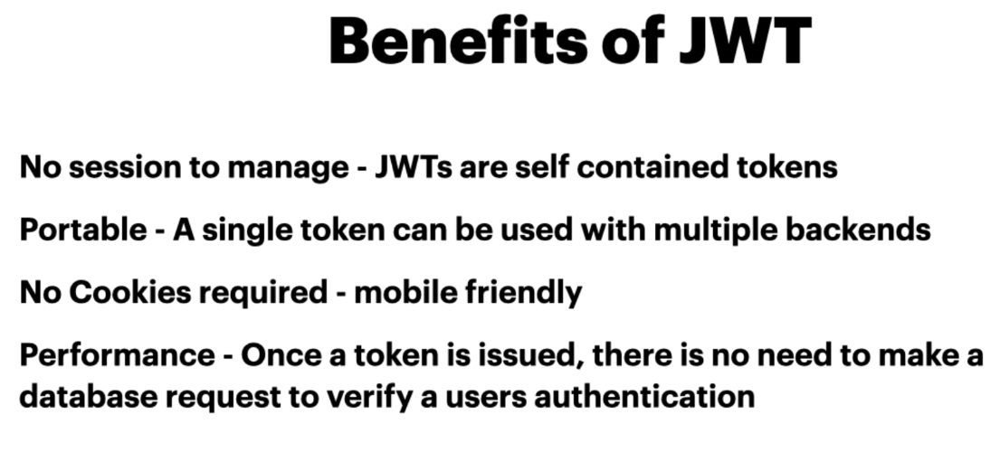 Benefits of JWT
No session to manage - JWTs are self contained tokens
Portable - A single token can be used with multiple backends
No Cookies required - mobile friendly
Performance - Once a token is issued, there is no need to make a
database request to verify a users authentication